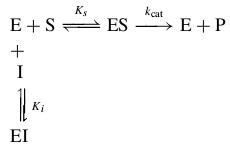 E + S ⇌ ES → E + P
K_s k_cat
+
I
⥮ K_i
EI